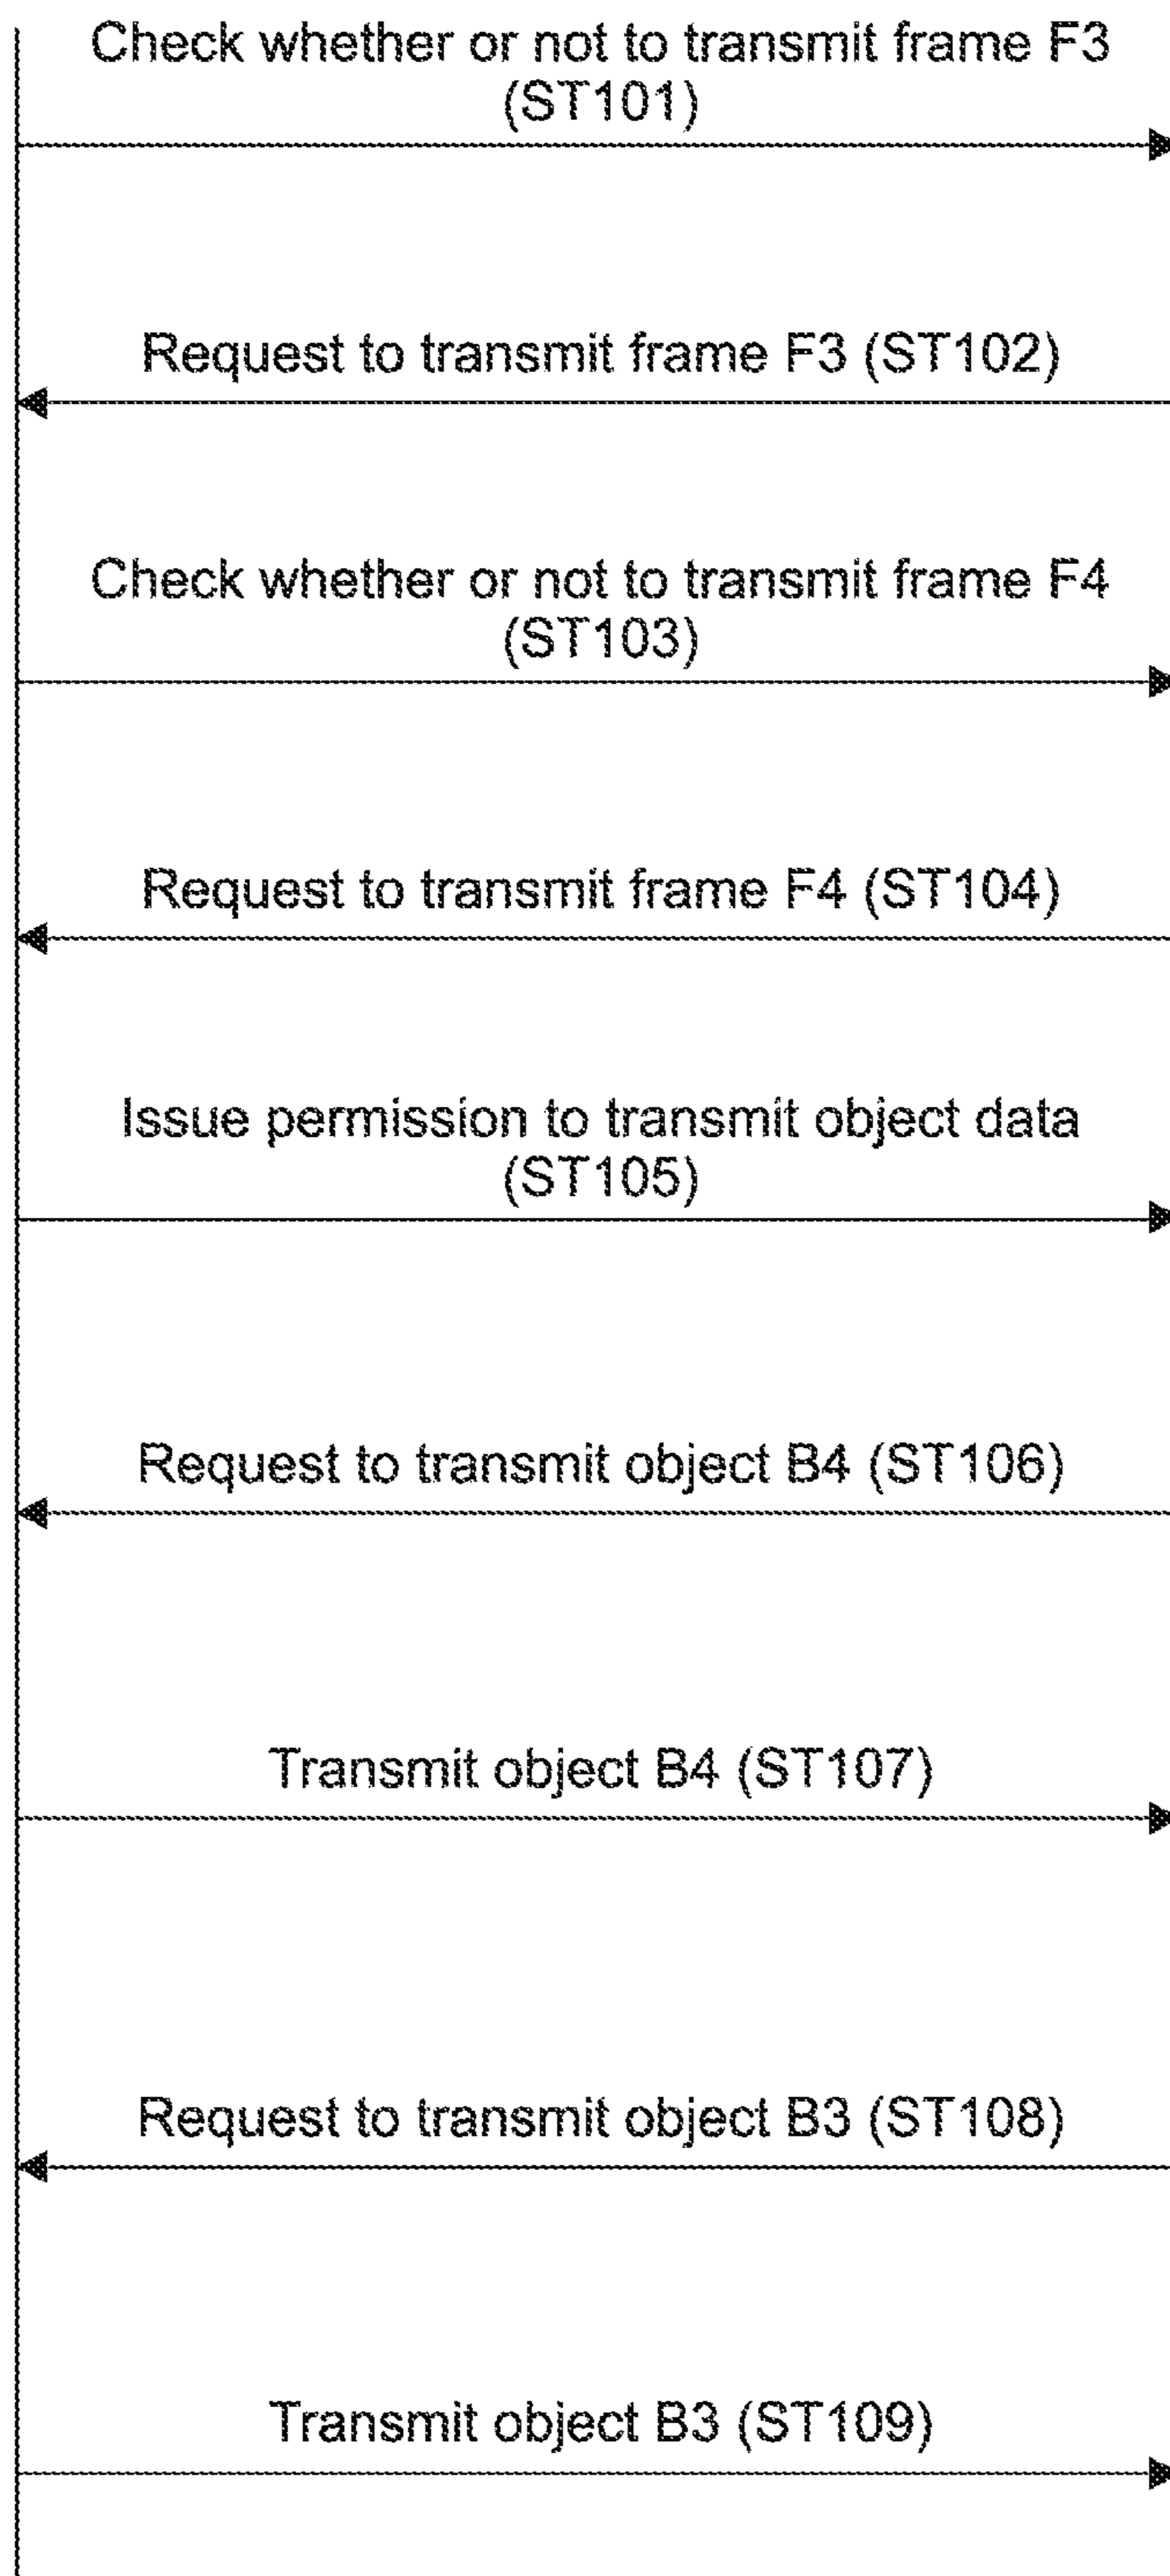 Check whether or not to transmit frame F3
(ST101)
Request to transmit frame F3 (ST102)
Check whether or not to transmit frame F4
(ST103)
Request to transmit frame F4 (ST104)
Issue permission to transmit object data
(ST105)
Request to transmit object B4 (ST106)
Transmit object B4 (ST107)
Request to transmit object B3 (ST108)
Transmit object B3 (ST109)